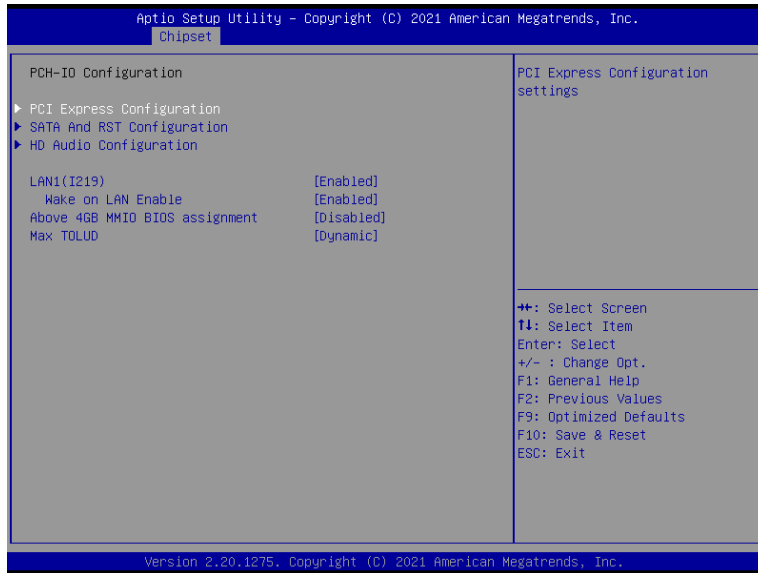 Aptio Setup Utility – Copyright (C) 2021 American Megatrends, Inc.
Chipset
PCH-IO Configuration
PCI Express Configuration
SATA And RST Configuration
HD Audio Configuration
LAN1(I219) [Enabled]
Wake on LAN Enable [Enabled]
Above 4GB MMIO BIOS assignment [Disabled]
Max TOLUD [Dynamic]
PCI Express Configuration
settings
→←: Select Screen
↑↓: Select Item
Enter: Select
+/- : Change Opt.
F1: General Help
F2: Previous Values
F9: Optimized Defaults
F10: Save & Reset
ESC: Exit
Version 2.20.1275. Copyright (C) 2021 American Megatrends, Inc.